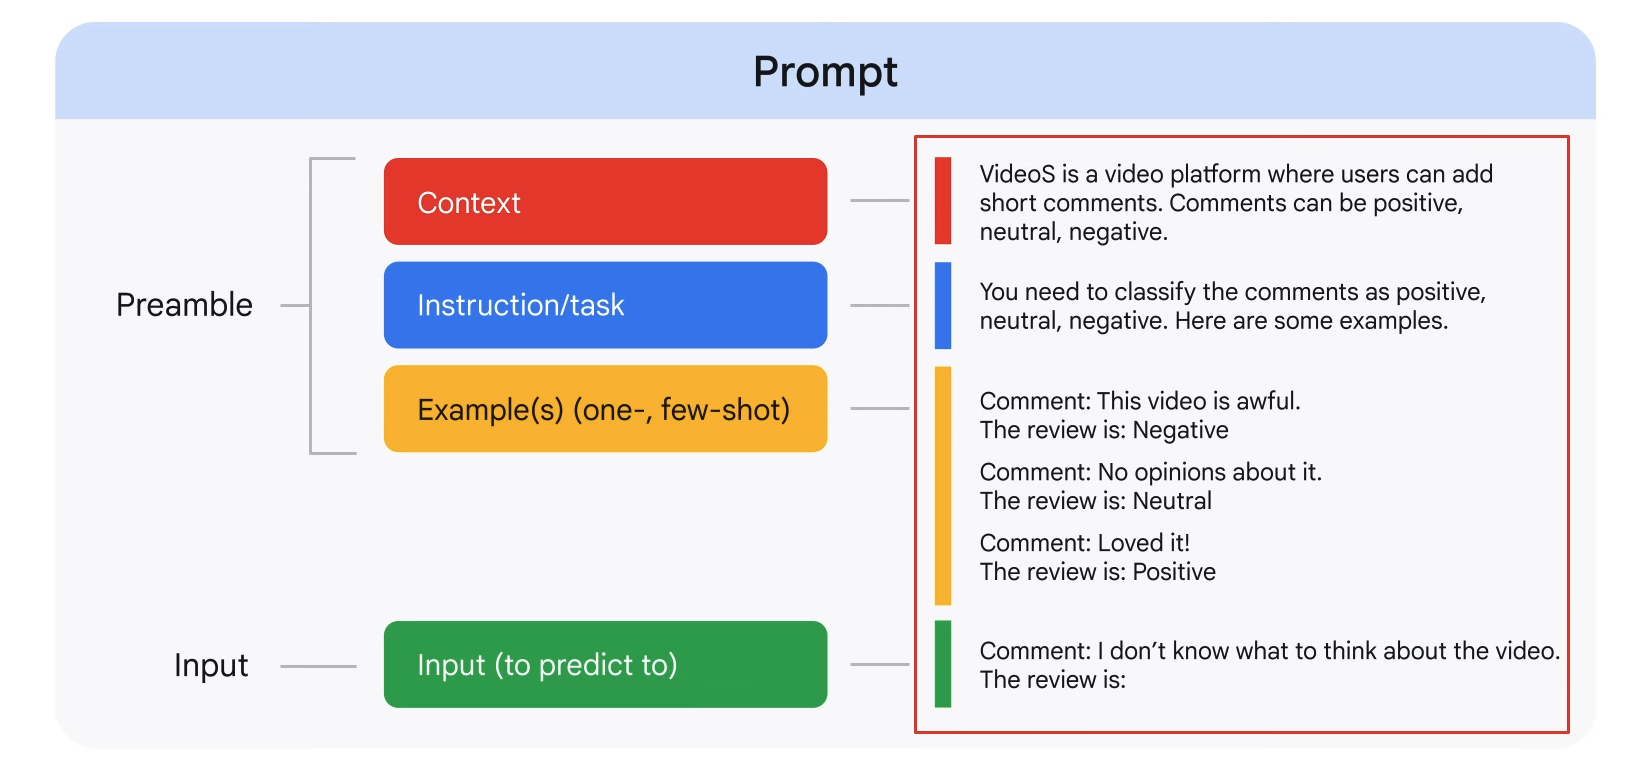 Prompt
Preamble
Context
VideoS is a video platform where users can add
short comments. Comments can be positive,
neutral, negative.
Instruction/task
You need to classify the comments as positive,
neutral, negative. Here are some examples.
Example(s) (one-, few-shot)
Comment: This video is awful.
The review is: Negative
Comment: No opinions about it.
The review is: Neutral
Comment: Loved it!
The review is: Positive
Input
Input (to predict to)
Comment: I don’t know what to think about the video.
The review is: